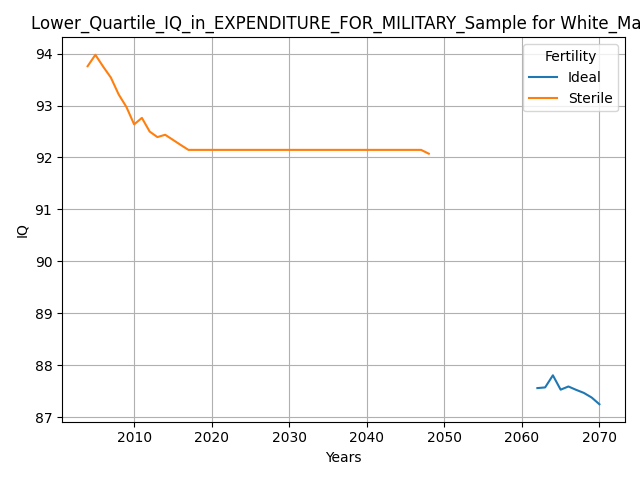 Lower_Quartile_IQ_in_EXPENDITURE_FOR_MILITARY_Sample for White_Ma
94
93
92
91
90
89
88
87
IQ
Fertility
Ideal
Sterile
2010 2020 2030 2040 2050 2060 2070
Years